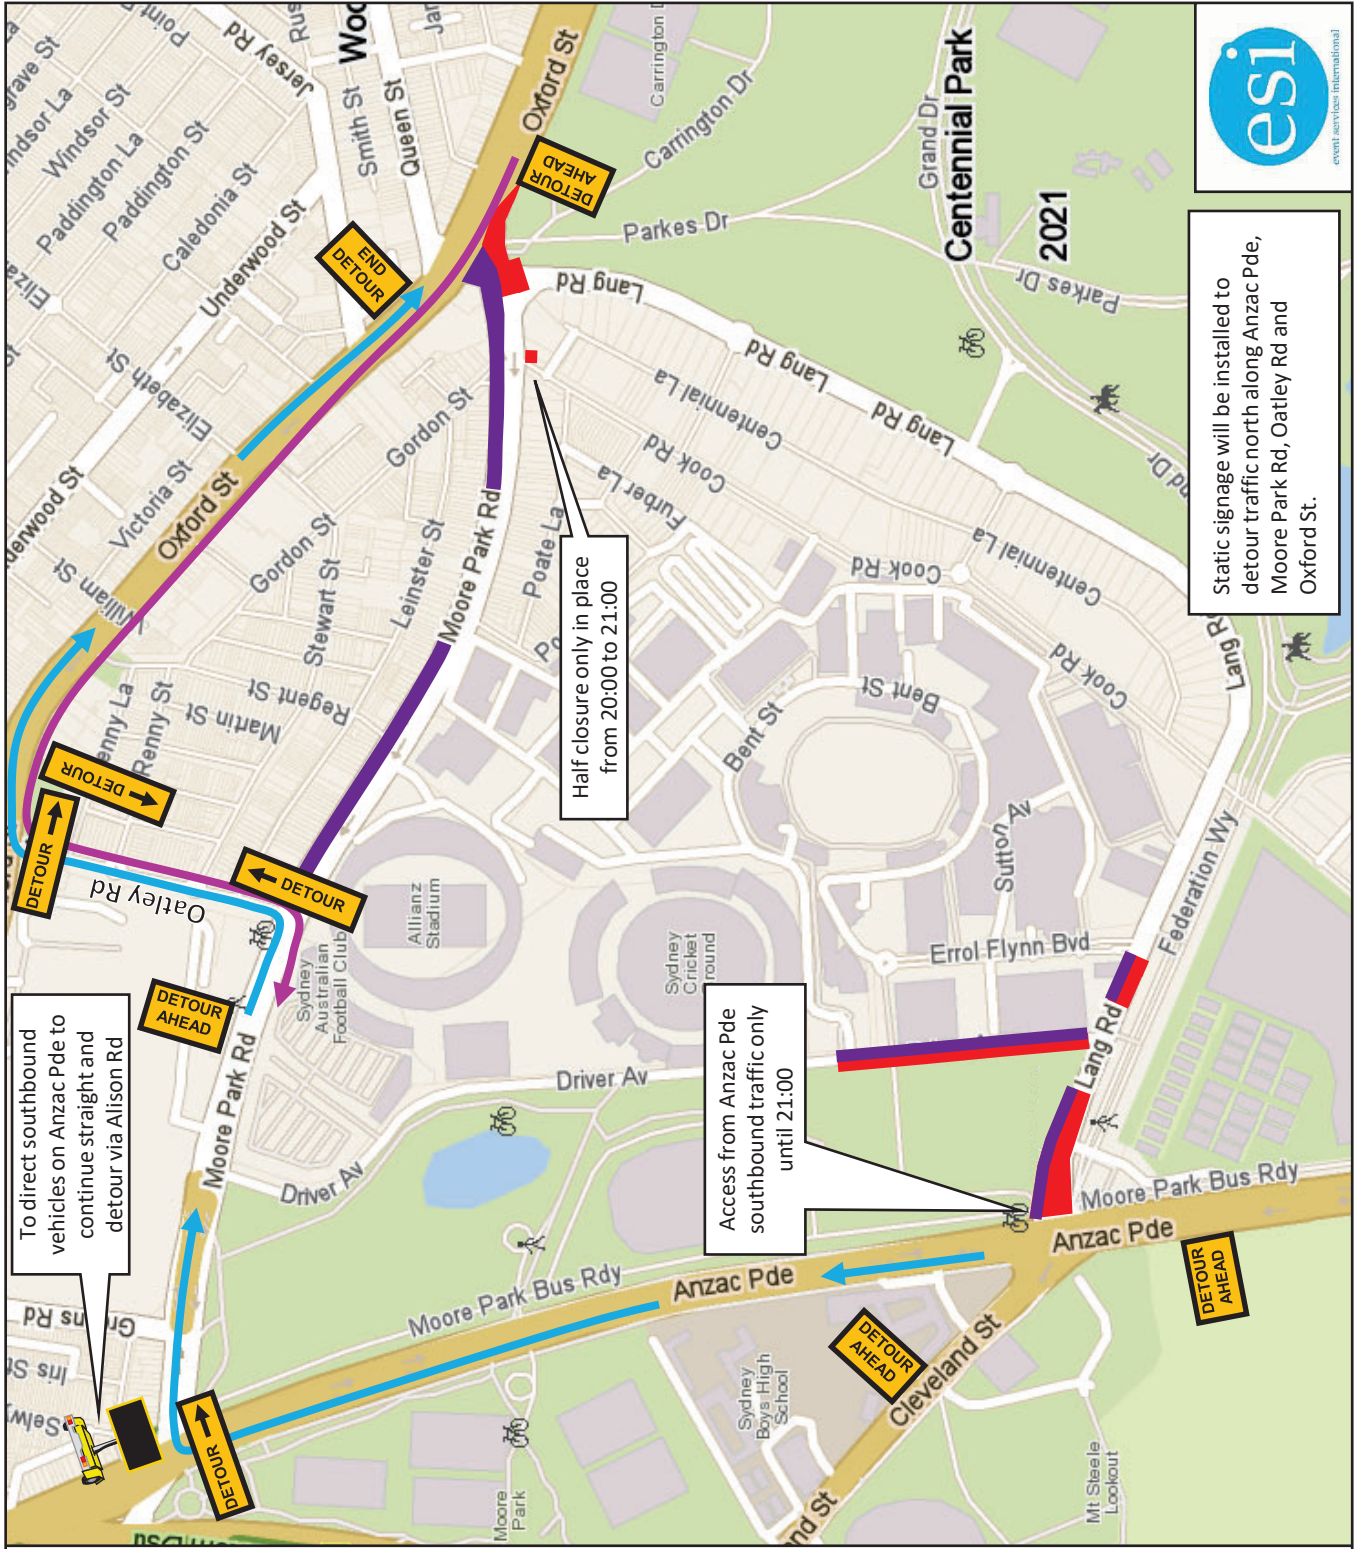 To direct southbound
vehicles on Anzac Pde to
continue straight and
detour via Alison Rd
Half closure only in place
from 20:00 to 21:00
Access from Anzac Pde
southbound traffic only
until 21:00
Static signage will be installed to
detour traffic north along Anzac Pde,
Moore Park Rd, Oatley Rd and
Oxford St.
esi
event services international
DETOUR
AHEAD
DETOUR
AHEAD
DETOUR
AHEAD
DETOUR
AHEAD
DETOUR
DETOUR
DETOUR
DETOUR
END
DETOUR
Centennial Park
2021
Oxford St
Oxford St
Moore Park Rd
Moore Park Rd
Oatley Rd
Anzac Pde
Anzac Pde
Moore Park Bus Rdy
Moore Park Bus Rdy
Cleveland St
Driver Av
Driver Av
Lang Rd
Lang Rd
Lang Rd
Lang Rd
Lang Rd
Federation Wy
Errol Flynn Bvd
Sutton Av
Bent St
Bent St
Cook Rd
Cook Rd
Cook Rd
Centennial La
Centennial La
Furber La
Poate La
Parkes Dr
Parkes Dr
Grand Dr
Carrington Dr
Jersey Rd
Smith St
Queen St
Windsor St
Paddington La
Paddington St
Caledonia St
Underwood St
Elizabeth St
Victoria St
William St
Gordon St
Gordon St
Stewart St
Leinster St
Regent St
Martin St
Renny St
Iris St
Allianz
Stadium
Sydney
Australian
Football Club
Sydney
Cricket
Sydney
Boys High
School
Moore
Park
Mt Steele
Lookout